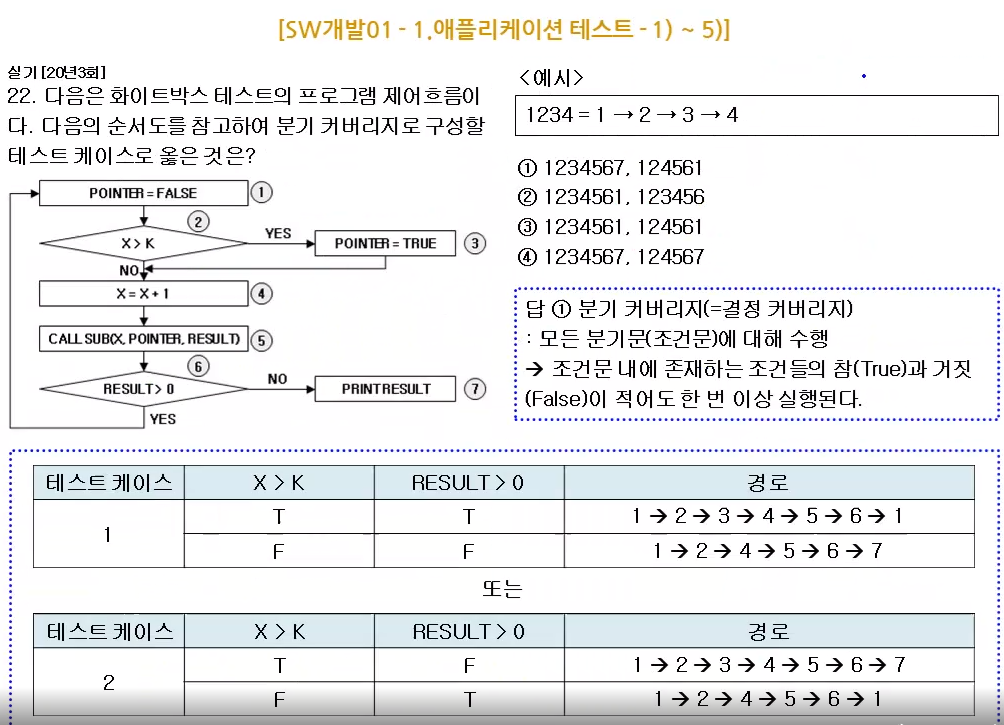 [SW개발01 - 1.애플리케이션 테스트 - 1) ~ 5)]
실기 [20년3회]
22. 다음은 화이트박스 테스트의 프로그램 제어흐름이
다. 다음의 순서도를 참고하여 분기 커버리지로 구성할
테스트 케이스로 옳은 것은?
POINTER = FALSE ①
②
X > K
YES
POINTER = TRUE ③
NO
X = X + 1 ④
CALL SUB(X, POINTER, RESULT) ⑤
⑥
RESULT > 0
NO
PRINT RESULT ⑦
YES
<예시>
1234 = 1 → 2 → 3 → 4
① 1234567, 124561
② 1234561, 123456
③ 1234561, 124561
④ 1234567, 124567
답 ① 분기 커버리지(=결정 커버리지)
: 모든 분기문(조건문)에 대해 수행
→ 조건문 내에 존재하는 조건들의 참(True)과 거짓
(False)이 적어도 한 번 이상 실행된다.
테스트 케이스 X > K RESULT > 0 경로
1 T T 1 → 2 → 3 → 4 → 5 → 6 → 1
F F 1 → 2 → 4 → 5 → 6 → 7
또는
테스트 케이스 X > K RESULT > 0 경로
2 T F 1 → 2 → 3 → 4 → 5 → 6 → 7
F T 1 → 2 → 4 → 5 → 6 → 1